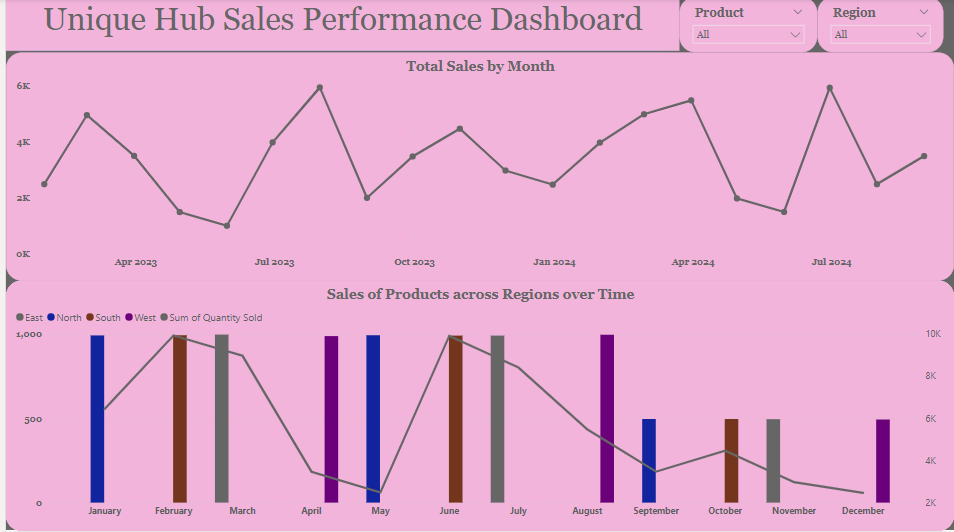 Unique Hub Sales Performance Dashboard
Product
All
Region
All
Total Sales by Month
6K
4K
2K
0K
Apr 2023 Jul 2023 Oct 2023 Jan 2024 Apr 2024 Jul 2024
Sales of Products across Regions over Time
East North South West Sum of Quantity Sold
1,000
500
0
10K
8K
6K
4K
2K
January February March April May June July August September October November December